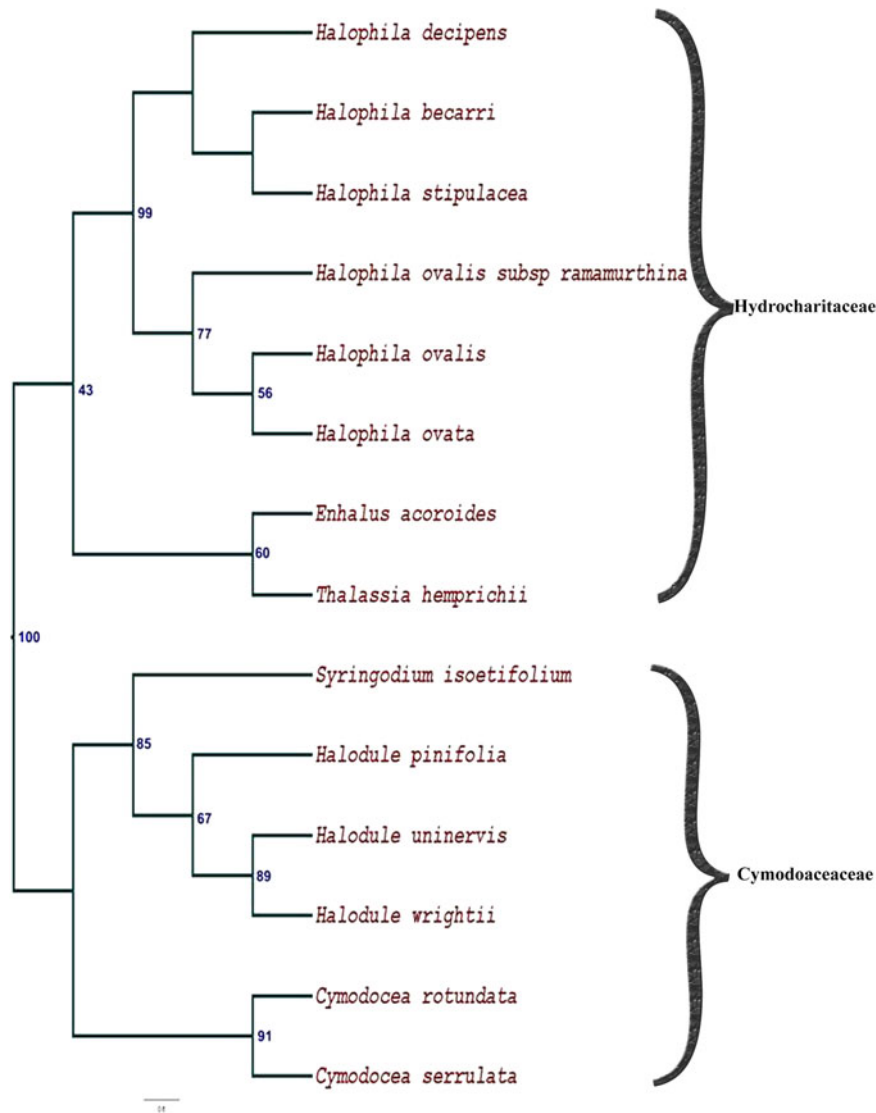 Halophila decipens
Halophila becarri
Halophila stipulacea
99
Halophila ovalis subsp ramamurthina
Hydrocharitaceae
77
Halophila ovalis
43
56
Halophila ovata
Enhalus acoroides
60
Thalassia hemprichii
100
Syringodium isoetifolium
85
Halodule pinifolia
67
Halodule uninervis
89
Cymodoaceaceae
Halodule wrightii
Cymodocea rotundata
91
Cymodocea serrulata